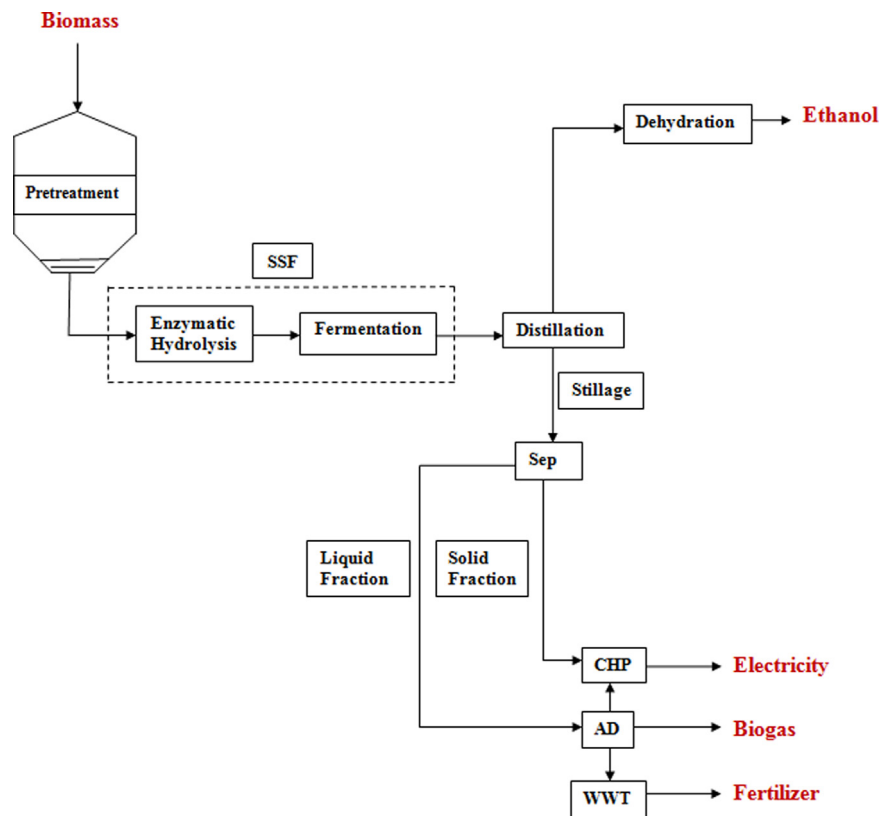 Biomass
Dehydration
Ethanol
Pretreatment
SSF
Enzymatic
Hydrolysis
Fermentation
Distillation
Stillage
Sep
Liquid
Fraction
Solid
Fraction
CHP
Electricity
AD
Biogas
WWT
Fertilizer